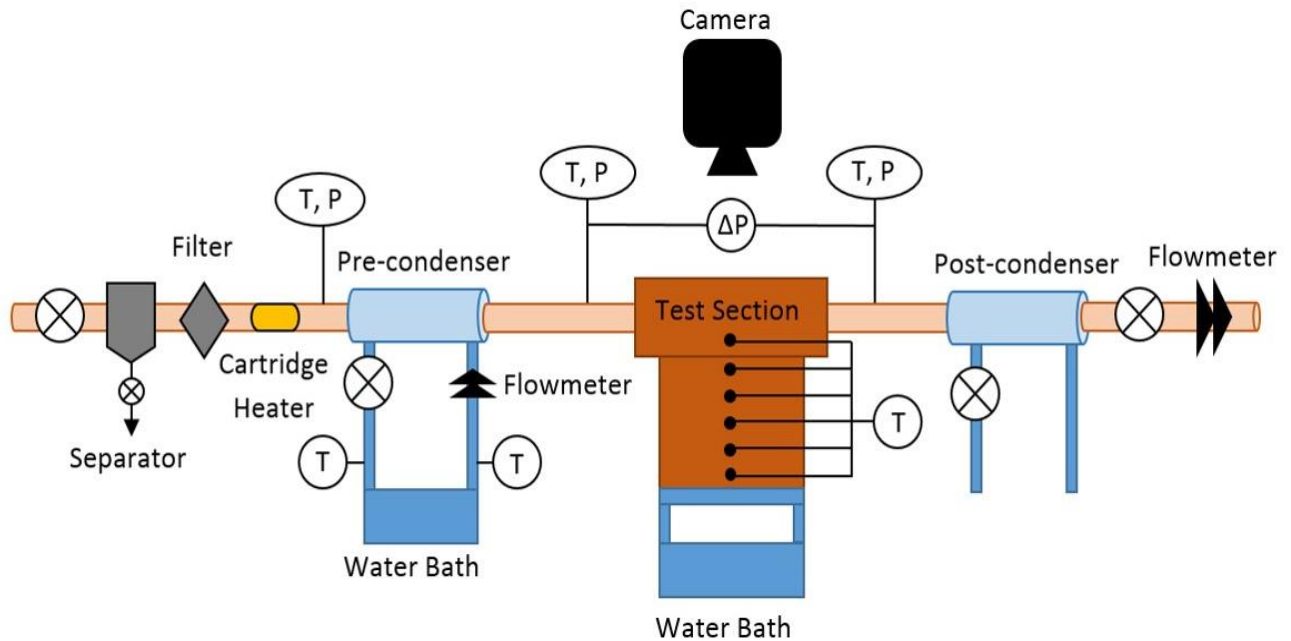 Camera
T, P
T, P
T, P
ΔP
Filter
Pre-condenser
Post-condenser
Flowmeter
Test Section
Cartridge
Heater
Flowmeter
T
Separator
T
T
Water Bath
Water Bath